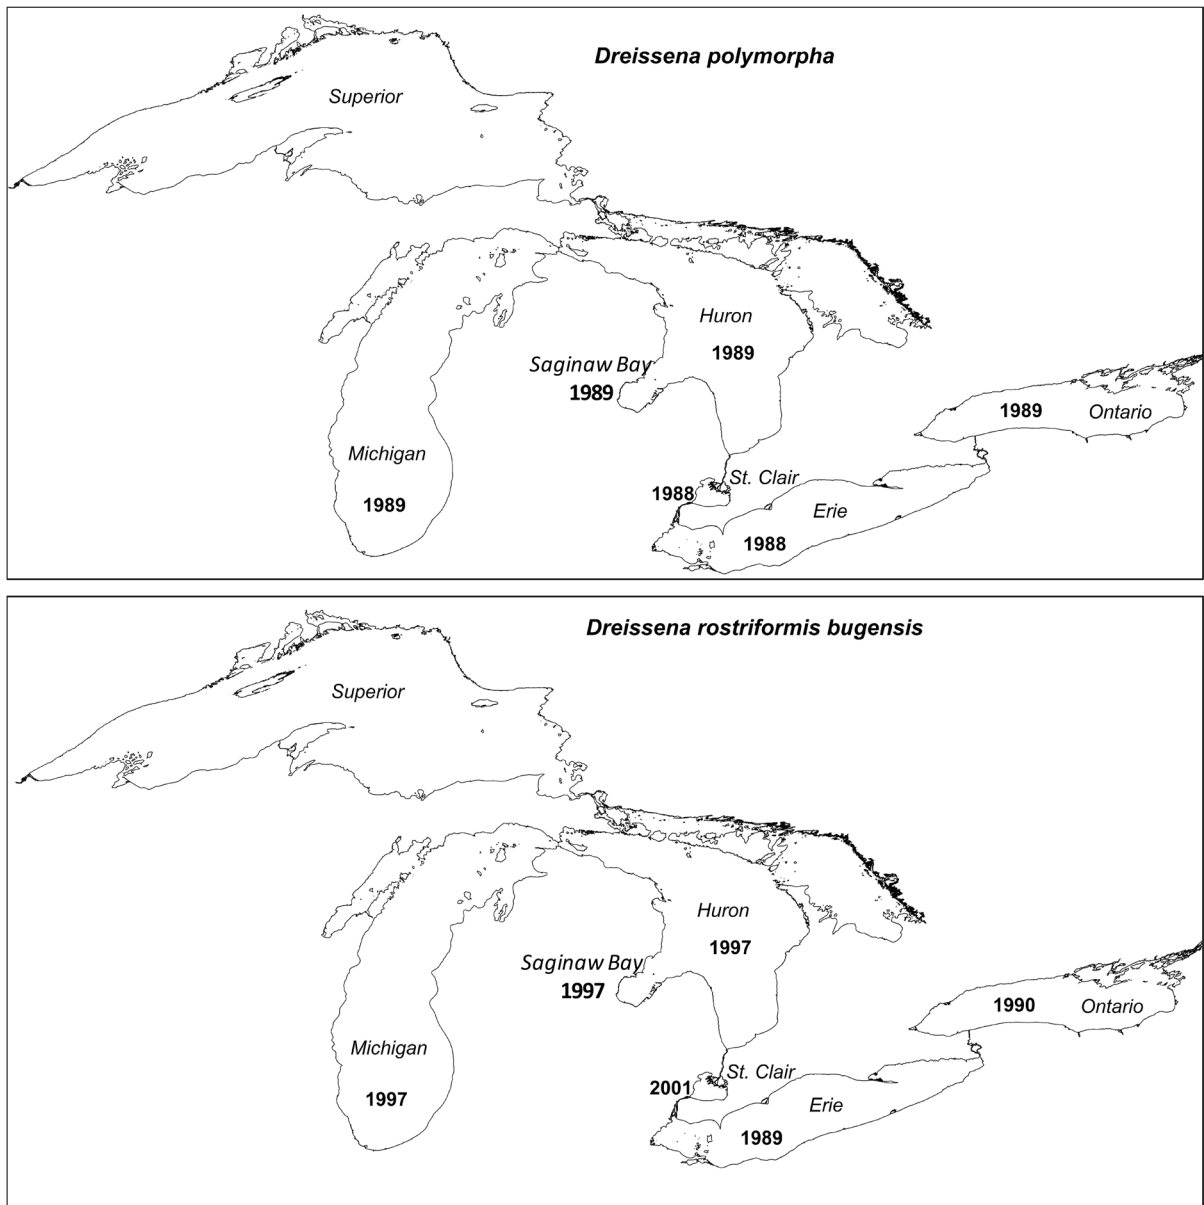 Dreissena polymorpha
Superior
Huron
1989
Saginaw Bay
1989
1989
Ontario
Michigan
1989
St. Clair
1988
Erie
1988
Dreissena rostriformis bugensis
Superior
Huron
1997
Saginaw Bay
1997
1990
Ontario
Michigan
1997
St. Clair
2001
Erie
1989